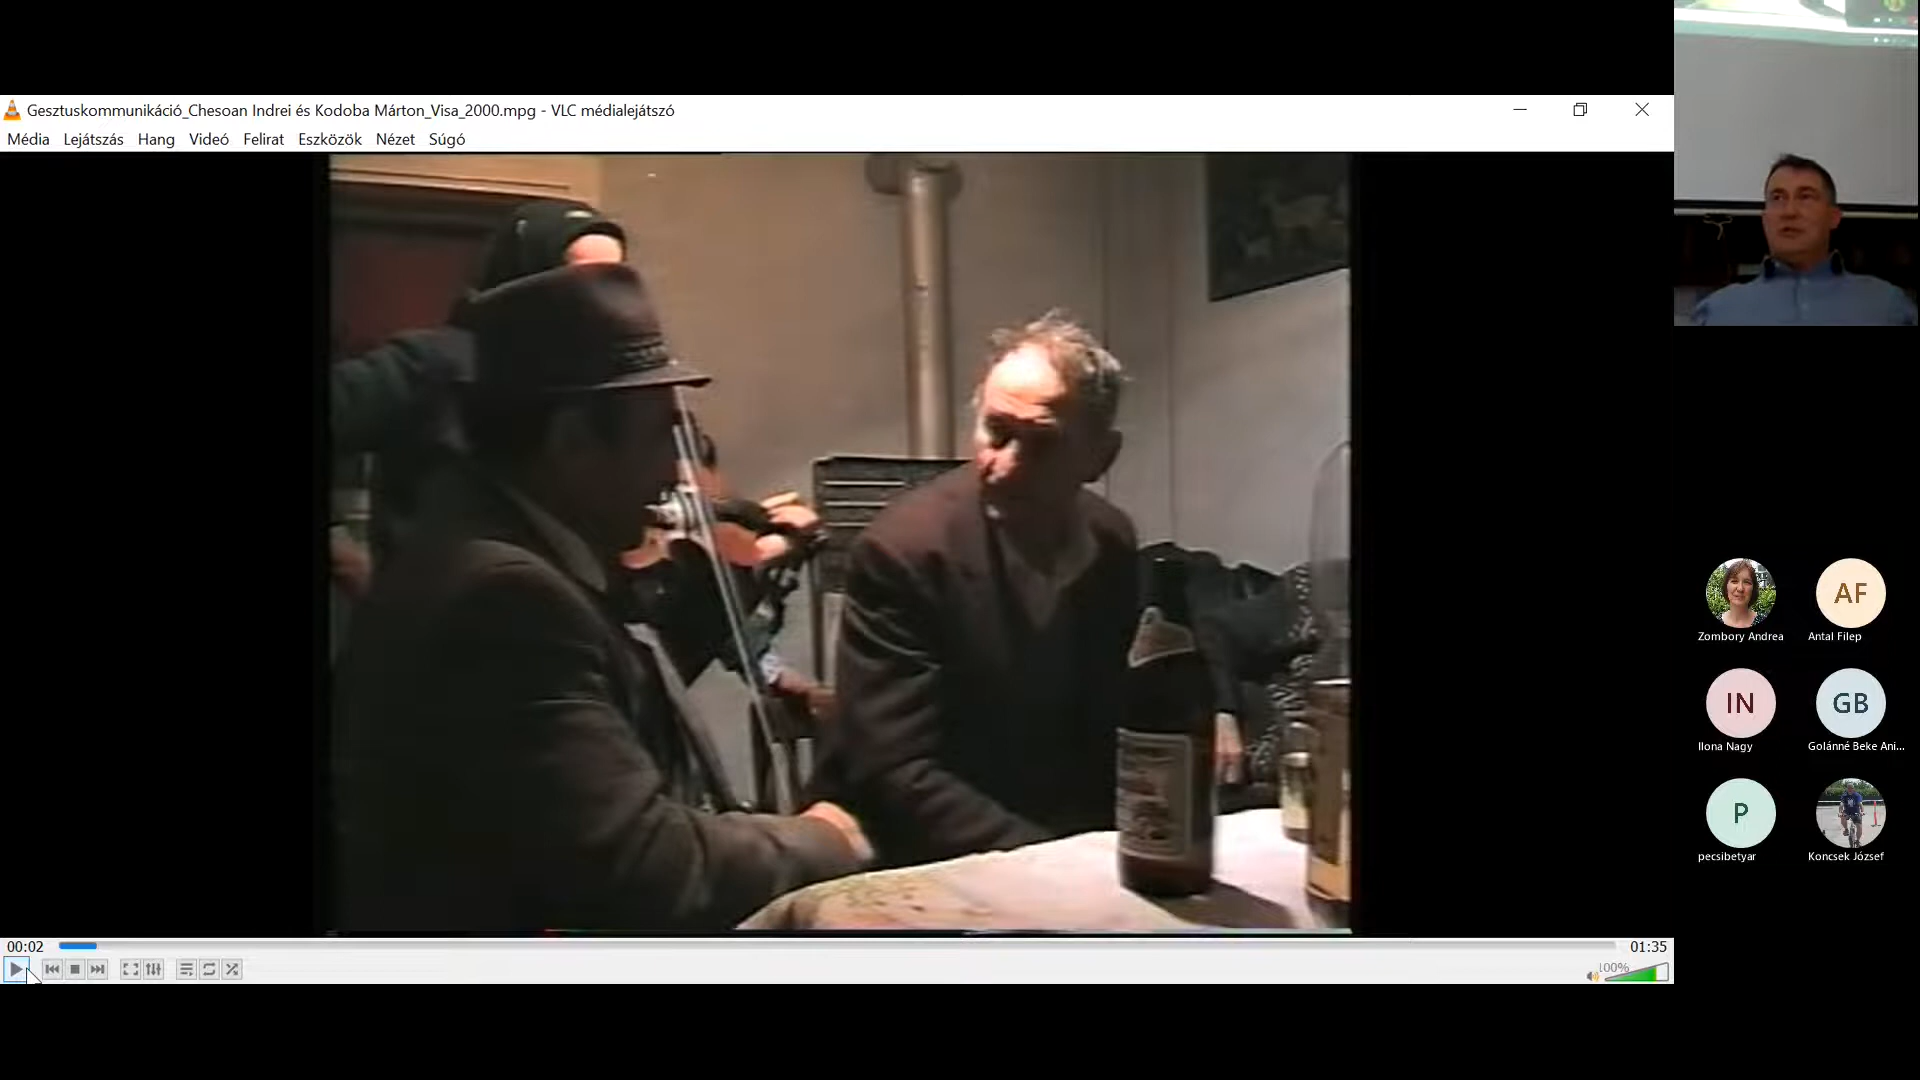 Gesztuskommunikáció_Chesoan Indrei és Kodoba Márton_Visa_2000.mpg - VLC médialejátszó
Média Lejátszás Hang Videó Felirat Eszközök Nézet Súgó
Zombory Andrea
AF
Antal Filep
IN
Ilona Nagy
GB
Golánné Beke Ani...
P
pecsibetyar
Koncsek József
00:02
01:35
100%